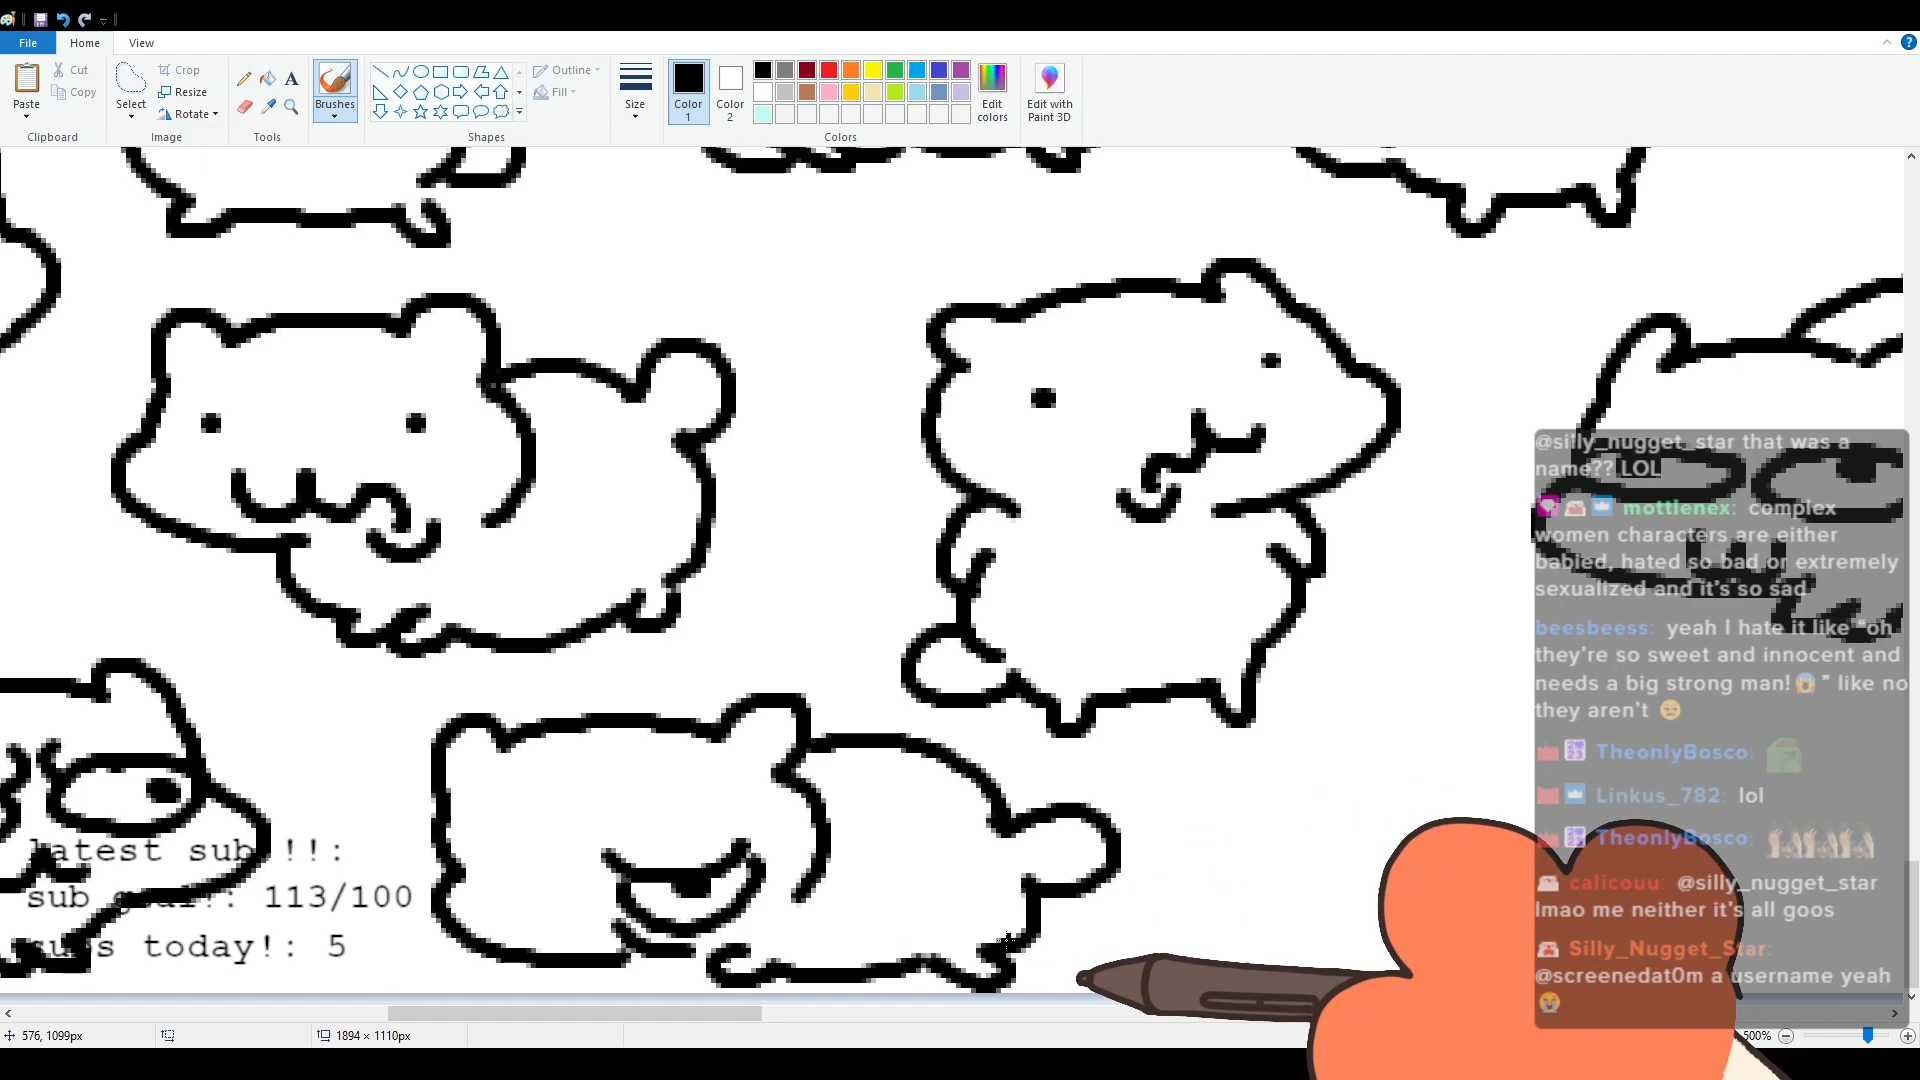 File Home View
Cut
Copy
Paste
Clipboard
Select
Crop
Resize
Rotate
Image
Tools
Brushes
Shapes
Outline
Fill
Size
Color
1
Color
2
Colors
Edit
colors
Edit with
Paint 3D
@silly_nugget_star that was a
name?? LOL
mottlenex: complex
women characters are either
babied, hated so bad or extremely
sexualized and it's so sad
beesbeess: yeah I hate it like "oh
they're so sweet and innocent and
needs a big strong man! " like no
they aren't
TheonlyBosco:
Linkus_782: lol
TheonlyBosco:
calicouu: @silly_nugget_star
lmao me neither it's all goos
Silly_Nugget_Star:
@screenedat0m a username yeah
latest sub !!:
sub goal!: 113/100
subs today!: 5
576, 1099px
1894 × 1110px
500%